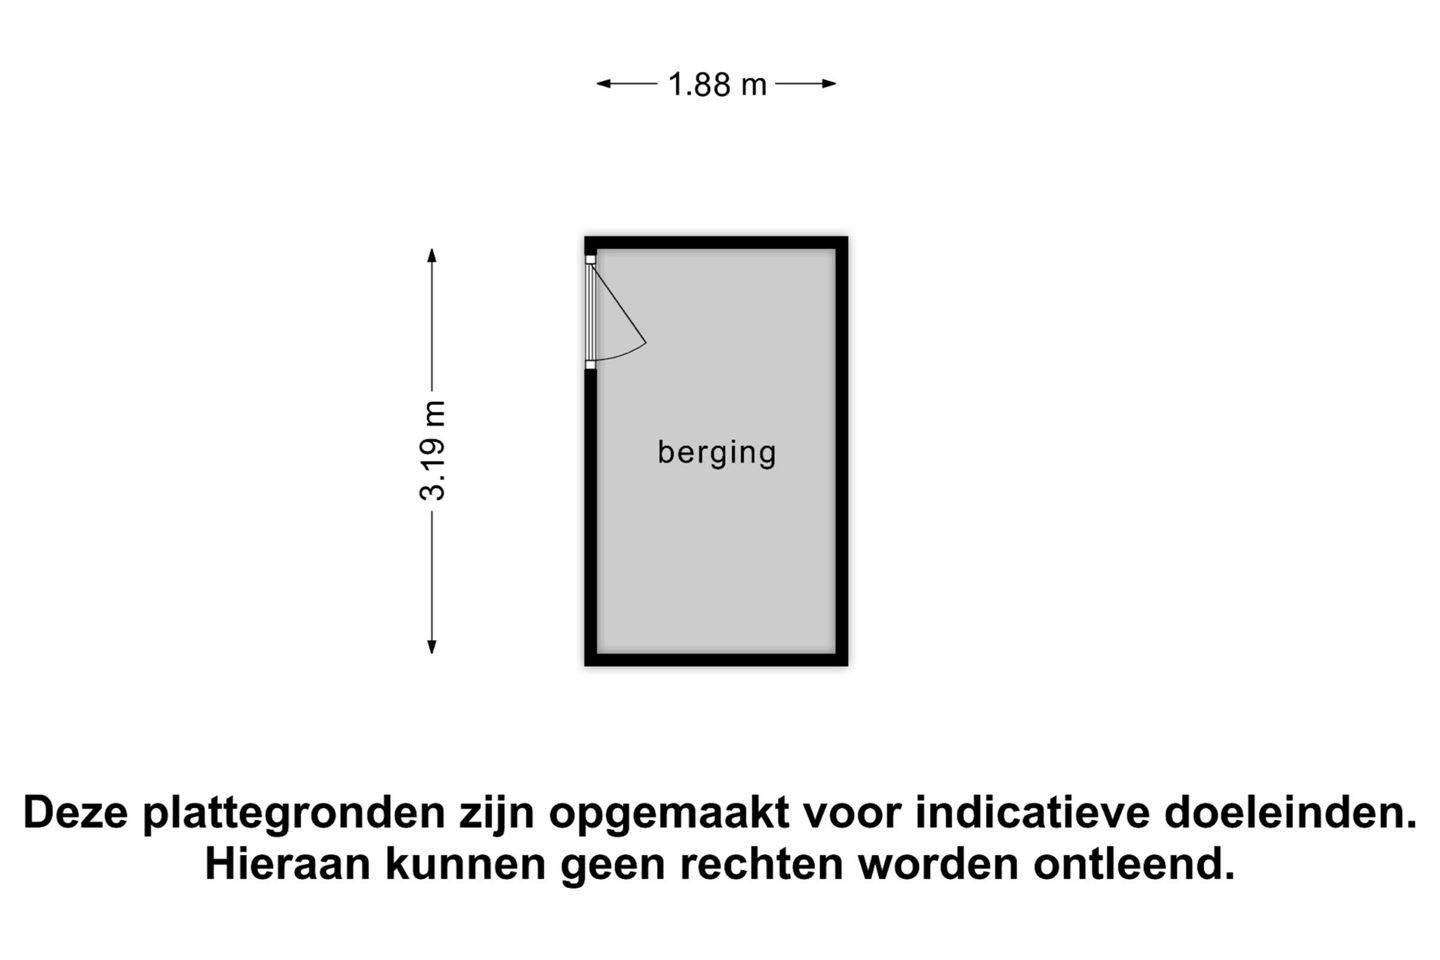 1.88 m
3.19 m
berging
Deze plattegronden zijn opgemaakt voor indicatieve doeleinden.
Hieraan kunnen geen rechten worden ontleend.